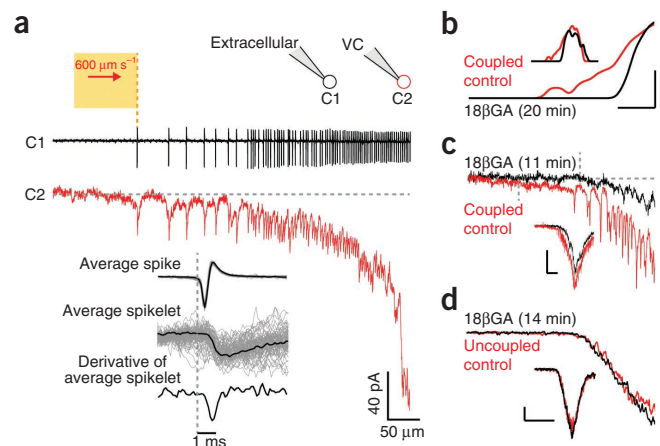 a
600 μm s⁻¹
Extracellular
VC
C1
C2
C1
C2
Average spike
Average spikelet
Derivative of
average spikelet
1 ms
40 pA
50 μm
b
Coupled
control
18βGA (20 min)
c
18βGA (11 min)
Coupled
control
d
18βGA (14 min)
Uncoupled
control